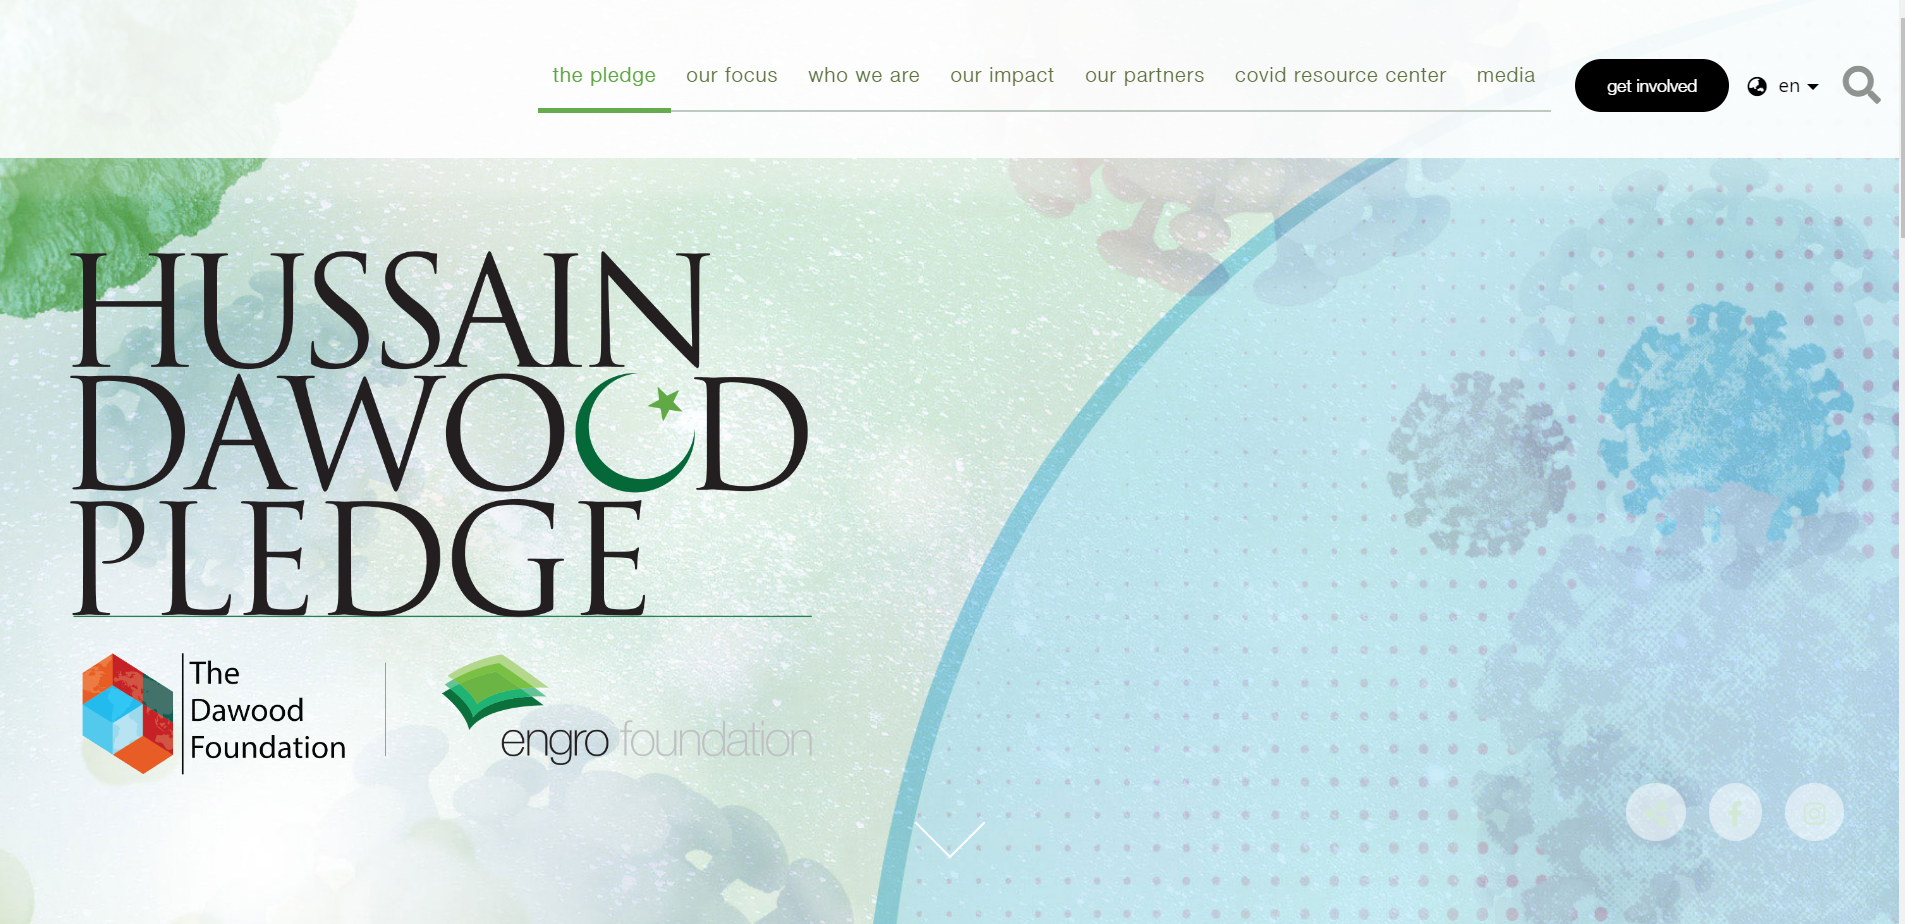 the pledge our focus who we are our impact our partners covid resource center media get involved en
HUSSAIN
DAWOOD
PLEDGE
The
Dawood
Foundation
engro foundation